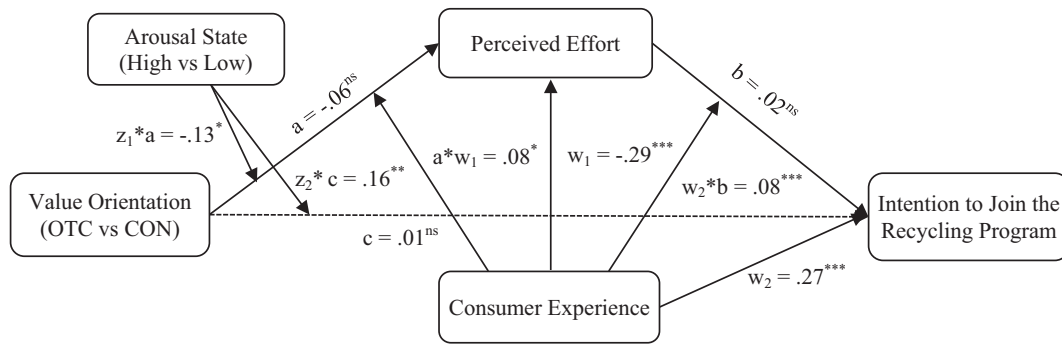 Arousal State
(High vs Low)
Perceived Effort
a = -.06ns
b = .02ns
z1*a = -.13*
z2* c = .16**
a*w1 = .08*
w1 = -.29***
w2*b = .08***
Value Orientation
(OTC vs CON)
Intention to Join the
Recycling Program
c = .01ns
w2 = .27***
Consumer Experience